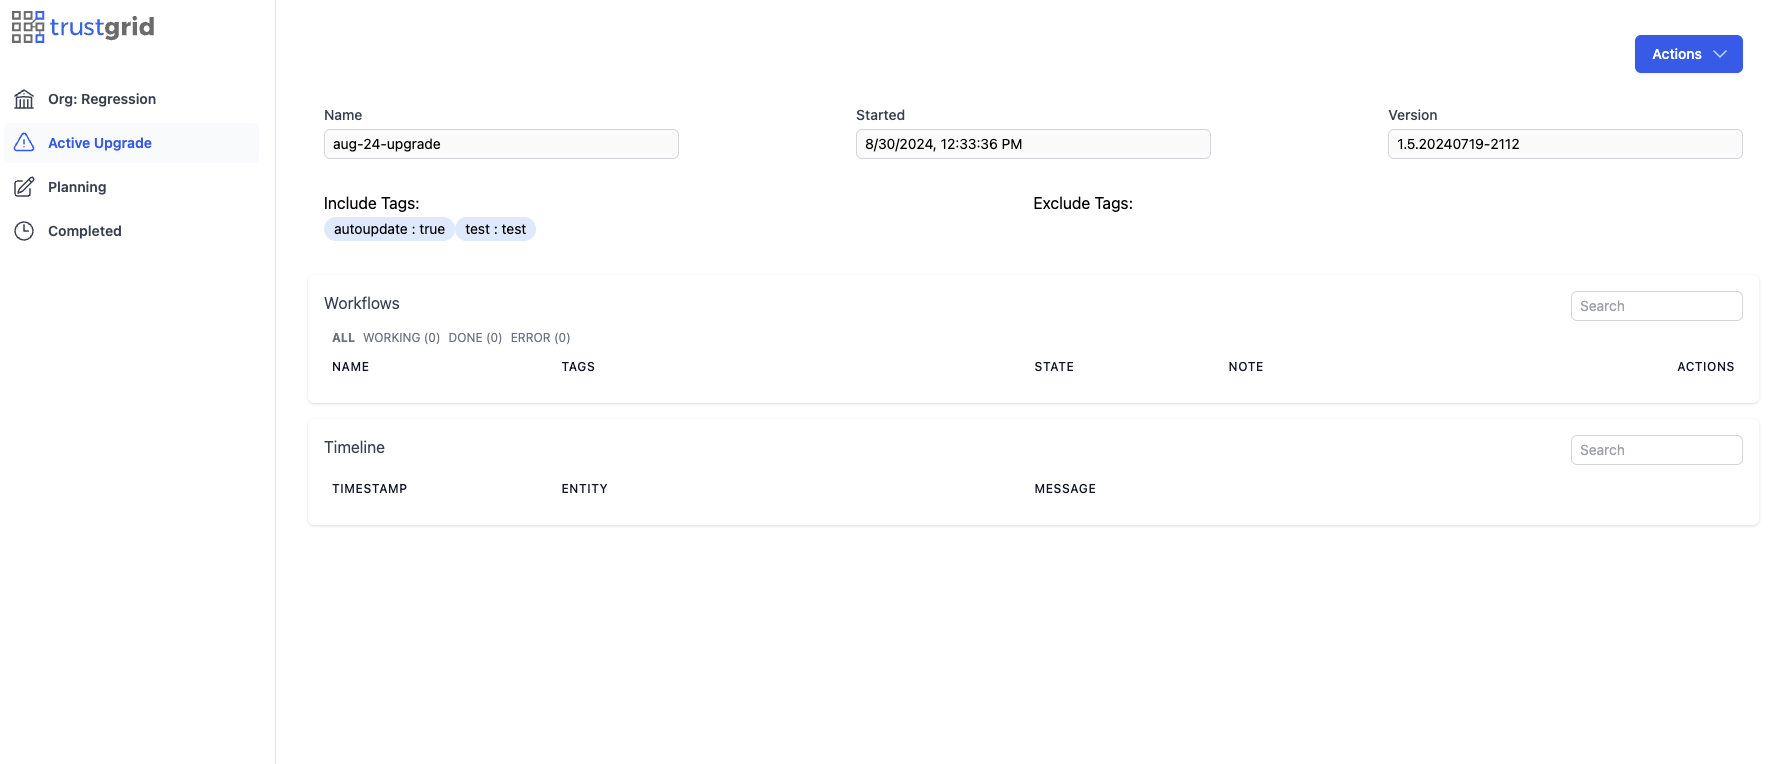 trustgrid
Org: Regression
Active Upgrade
Planning
Completed
Actions
Name
aug-24-upgrade
Started
8/30/2024, 12:33:36 PM
Version
1.5.20240719-2112
Include Tags:
autoupdate : true test : test
Exclude Tags:
Workflows
Search
ALL WORKING (0) DONE (0) ERROR (0)
NAME TAGS STATE NOTE ACTIONS
Timeline
Search
TIMESTAMP ENTITY MESSAGE